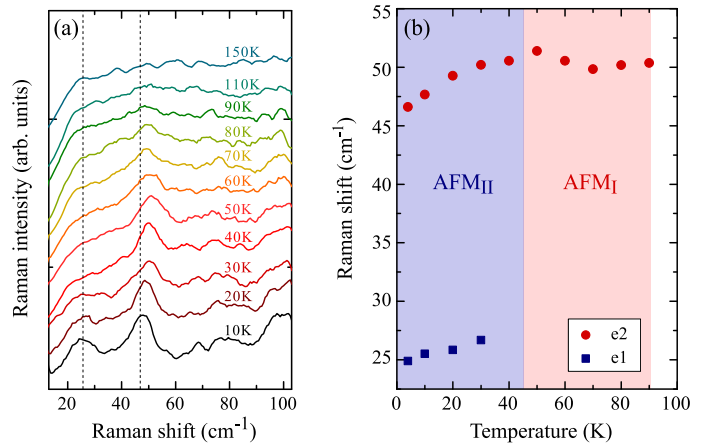 (a)
150K
110K
90K
80K
70K
60K
50K
40K
30K
20K
10K
Raman intensity (arb. units)
20 40 60 80 100
Raman shift (cm⁻¹)
(b)
55
50
45
40
35
30
25
Raman shift (cm⁻¹)
AFM_II AFM_I
e2
e1
0 20 40 60 80 100
Temperature (K)